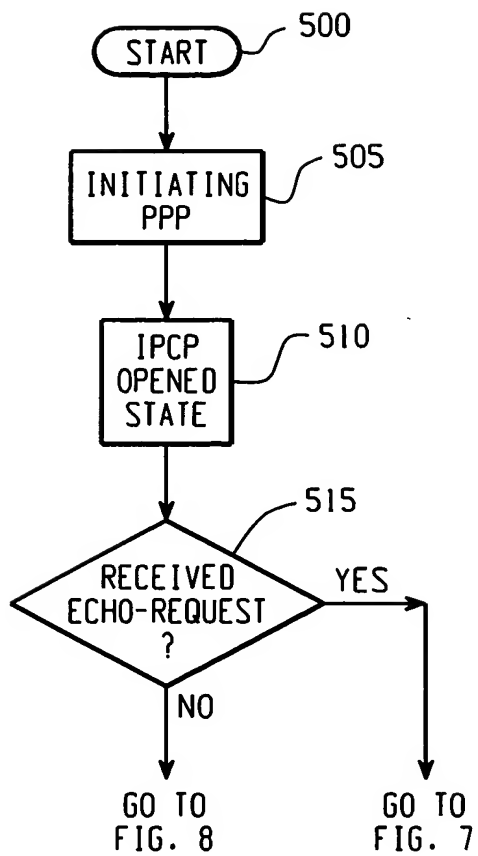 500
START
505
INITIATING
PPP
510
IPCP
OPENED
STATE
515
RECEIVED
ECHO-REQUEST
?
YES
NO
GO TO
FIG. 8
GO TO
FIG. 7